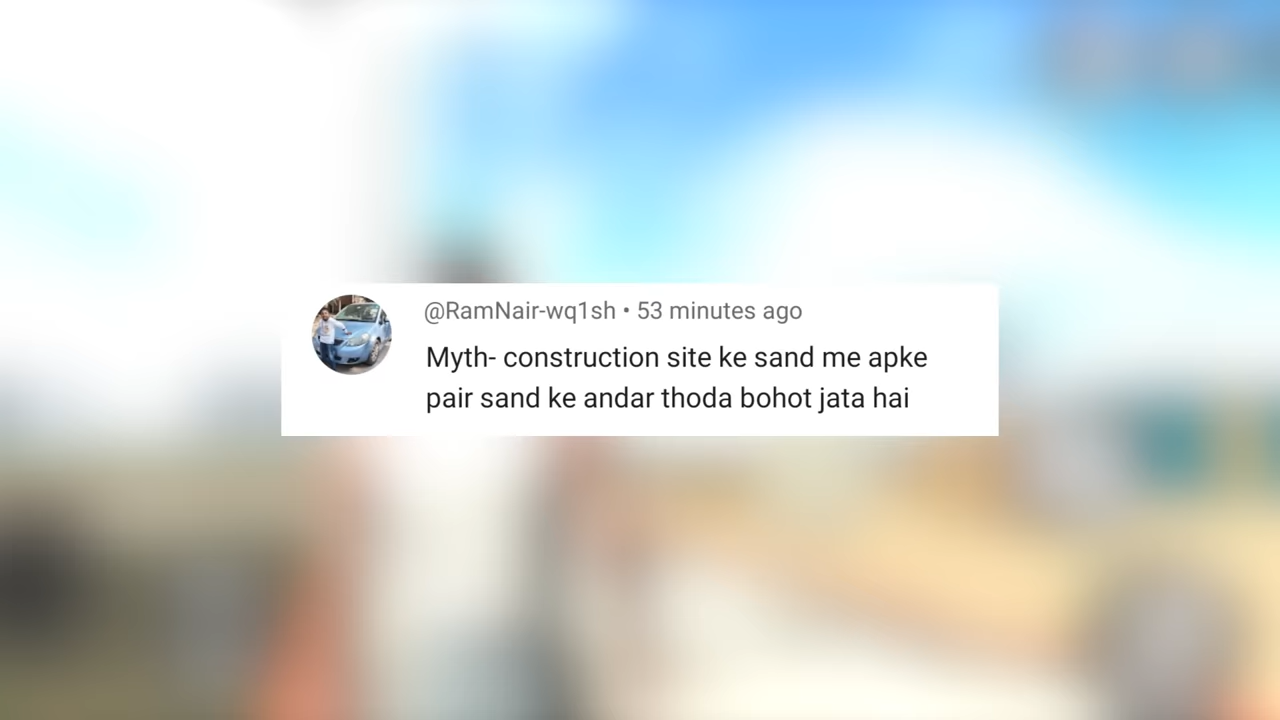 @RamNair-wq1sh • 53 minutes ago
Myth- construction site ke sand me apke
pair sand ke andar thoda bohot jata hai